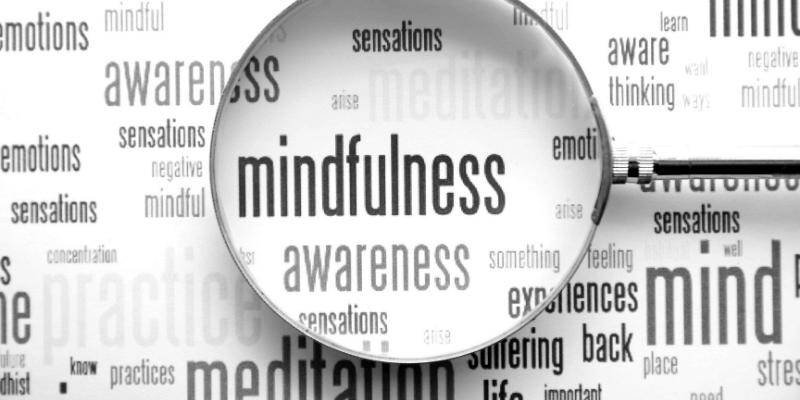 mindful
emotions
sensations
learn
aware
want
negative
thinking
ways
mindful
awareness
arise
meditation
sensations
negative
emotions
mindful
sensations
mindfulness
emoti
arise
awareness
sensations
concentration
awareness
something
feeling
well
mind
practice
experiences
sensations
arise
suffering
back
place
stress
know
practices
meditation
life
important
need